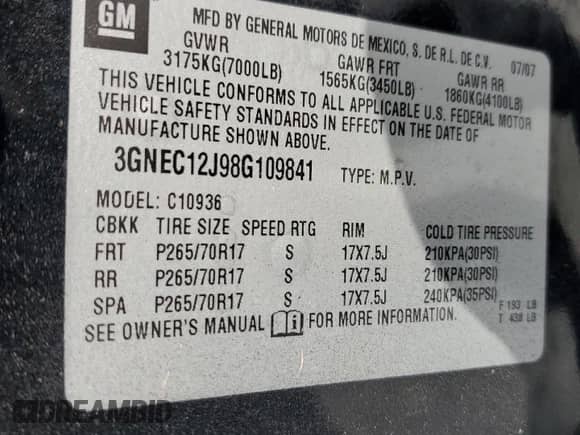 GM
MFD BY GENERAL MOTORS DE MEXICO, S. DE R.L. DE C.V. 07/07
GVWR GAWR FRT GAWR RR
3175KG(7000LB) 1565KG(3450LB) 1860KG(4100LB)
THIS VEHICLE CONFORMS TO ALL APPLICABLE U.S. FEDERAL MOTOR
VEHICLE SAFETY STANDARDS IN EFFECT ON THE DATE OF
MANUFACTURE SHOWN ABOVE.
3GNEC12J98G109841 TYPE: M.P.V.
MODEL: C10936
CBKK TIRE SIZE SPEED RTG RIM COLD TIRE PRESSURE
FRT P265/70R17 S 17X7.5J 210KPA(30PSI)
RR P265/70R17 S 17X7.5J 210KPA(30PSI)
SPA P265/70R17 S 17X7.5J 240KPA(35PSI)
F 193 LB
T 438 LB
SEE OWNER'S MANUAL FOR MORE INFORMATION.
DREAMBID